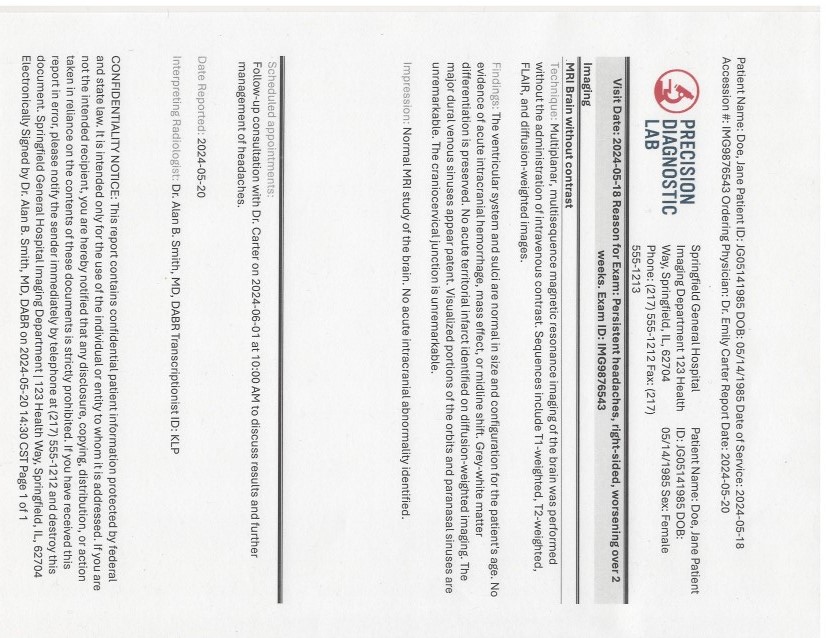 Patient Name: Doe, Jane Patient ID: JG05141985 DOB: 05/14/1985 Date of Service: 2024-05-18
Accession #: IMG9876543 Ordering Physician: Dr. Emily Carter Report Date: 2024-05-20
PRECISION
DIAGNOSTIC
LAB
Springfield General Hospital
Imaging Department 123 Health
Way, Springfield, IL, 62704
Phone: (217) 555-1212 Fax: (217)
555-1213
Patient Name: Doe, Jane Patient
ID: JG05141985 DOB:
05/14/1985 Sex: Female
Visit Date: 2024-05-18 Reason for Exam: Persistent headaches, right-sided, worsening over 2
weeks. Exam ID: IMG9876543
Imaging
MRI Brain without contrast
Technique: Multiplanar, multisequence magnetic resonance imaging of the brain was performed
without the administration of intravenous contrast. Sequences include T1-weighted, T2-weighted,
FLAIR, and diffusion-weighted images.
Findings: The ventricular system and sulci are normal in size and configuration for the patient's age. No
evidence of acute intracranial hemorrhage, mass effect, or midline shift. Grey-white matter
differentiation is preserved. No acute territorial infarct identified on diffusion-weighted imaging. The
major dural venous sinuses appear patent. Visualized portions of the orbits and paranasal sinuses are
unremarkable. The craniocervical junction is unremarkable.
Impression: Normal MRI study of the brain. No acute intracranial abnormality identified.
Scheduled appointments:
Follow-up consultation with Dr. Carter on 2024-06-01 at 10:00 AM to discuss results and further
management of headaches.
Date Reported: 2024-05-20
Interpreting Radiologist: Dr. Alan B. Smith, MD, DABR Transcriptionist ID: KLP
CONFIDENTIALITY NOTICE: This report contains confidential patient information protected by federal
and state law. It is intended only for the use of the individual or entity to whom it is addressed. If you are
not the intended recipient, you are hereby notified that any disclosure, copying, distribution, or action
taken in reliance on the contents of these documents is strictly prohibited. If you have received this
report in error, please notify the sender immediately by telephone at (217) 555-1212 and destroy this
document. Springfield General Hospital Imaging Department | 123 Health Way, Springfield, IL, 62704
Electronically Signed by Dr. Alan B. Smith, MD, DABR on 2024-05-20 14:30 CST Page 1 of 1